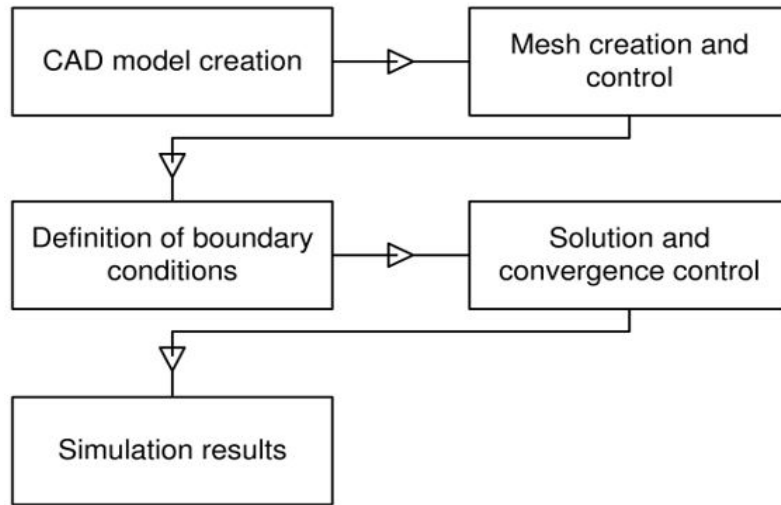 CAD model creation
Mesh creation and
control
Definition of boundary
conditions
Solution and
convergence control
Simulation results